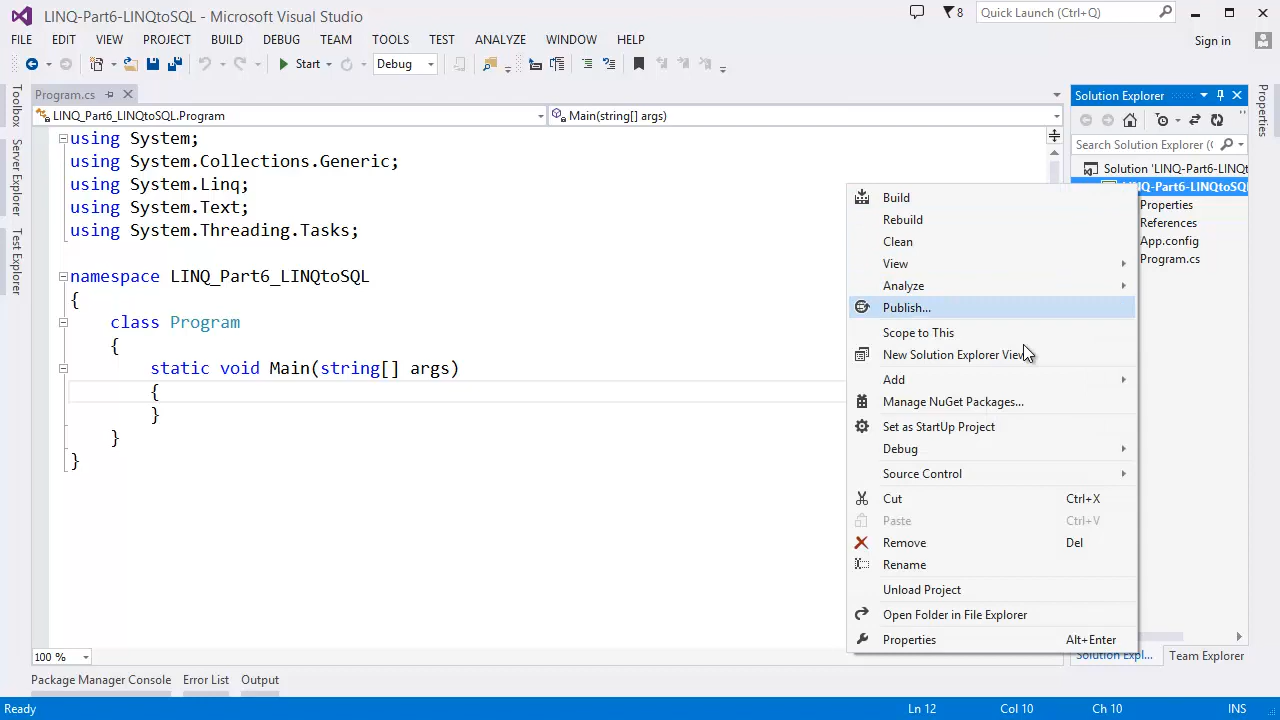 LINQ-Part6-LINQtoSQL - Microsoft Visual Studio
8
Quick Launch (Ctrl+Q)
FILE EDIT VIEW PROJECT BUILD DEBUG TEAM TOOLS TEST ANALYZE WINDOW HELP
Sign in
Start
Debug
Toolbox
Server Explorer
Test Explorer
Program.cs
LINQ_Part6_LINQtoSQL.Program
Main(string[] args)
using System;
using System.Collections.Generic;
using System.Linq;
using System.Text;
using System.Threading.Tasks;
namespace LINQ_Part6_LINQtoSQL
{
class Program
{
static void Main(string[] args)
{
}
}
}
100 %
Build
Rebuild
Clean
View
Analyze
Publish...
Scope to This
New Solution Explorer View
Add
Manage NuGet Packages...
Set as StartUp Project
Debug
Source Control
Cut Ctrl+X
Paste Ctrl+V
Remove Del
Rename
Unload Project
Open Folder in File Explorer
Properties Alt+Enter
Solution Explorer
Search Solution Explorer (
Solution 'LINQ-Part6-LINQt
LINQ-Part6-LINQtoSQL
Properties
References
App.config
Program.cs
Solution Expl...
Team Explorer
Properties
Package Manager Console Error List Output
Ready
Ln 12 Col 10 Ch 10 INS